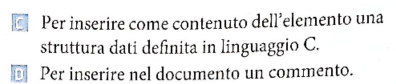 C Per inserire come contenuto dell'elemento una
struttura dati definita in linguaggio C.
D Per inserire nel documento un commento.